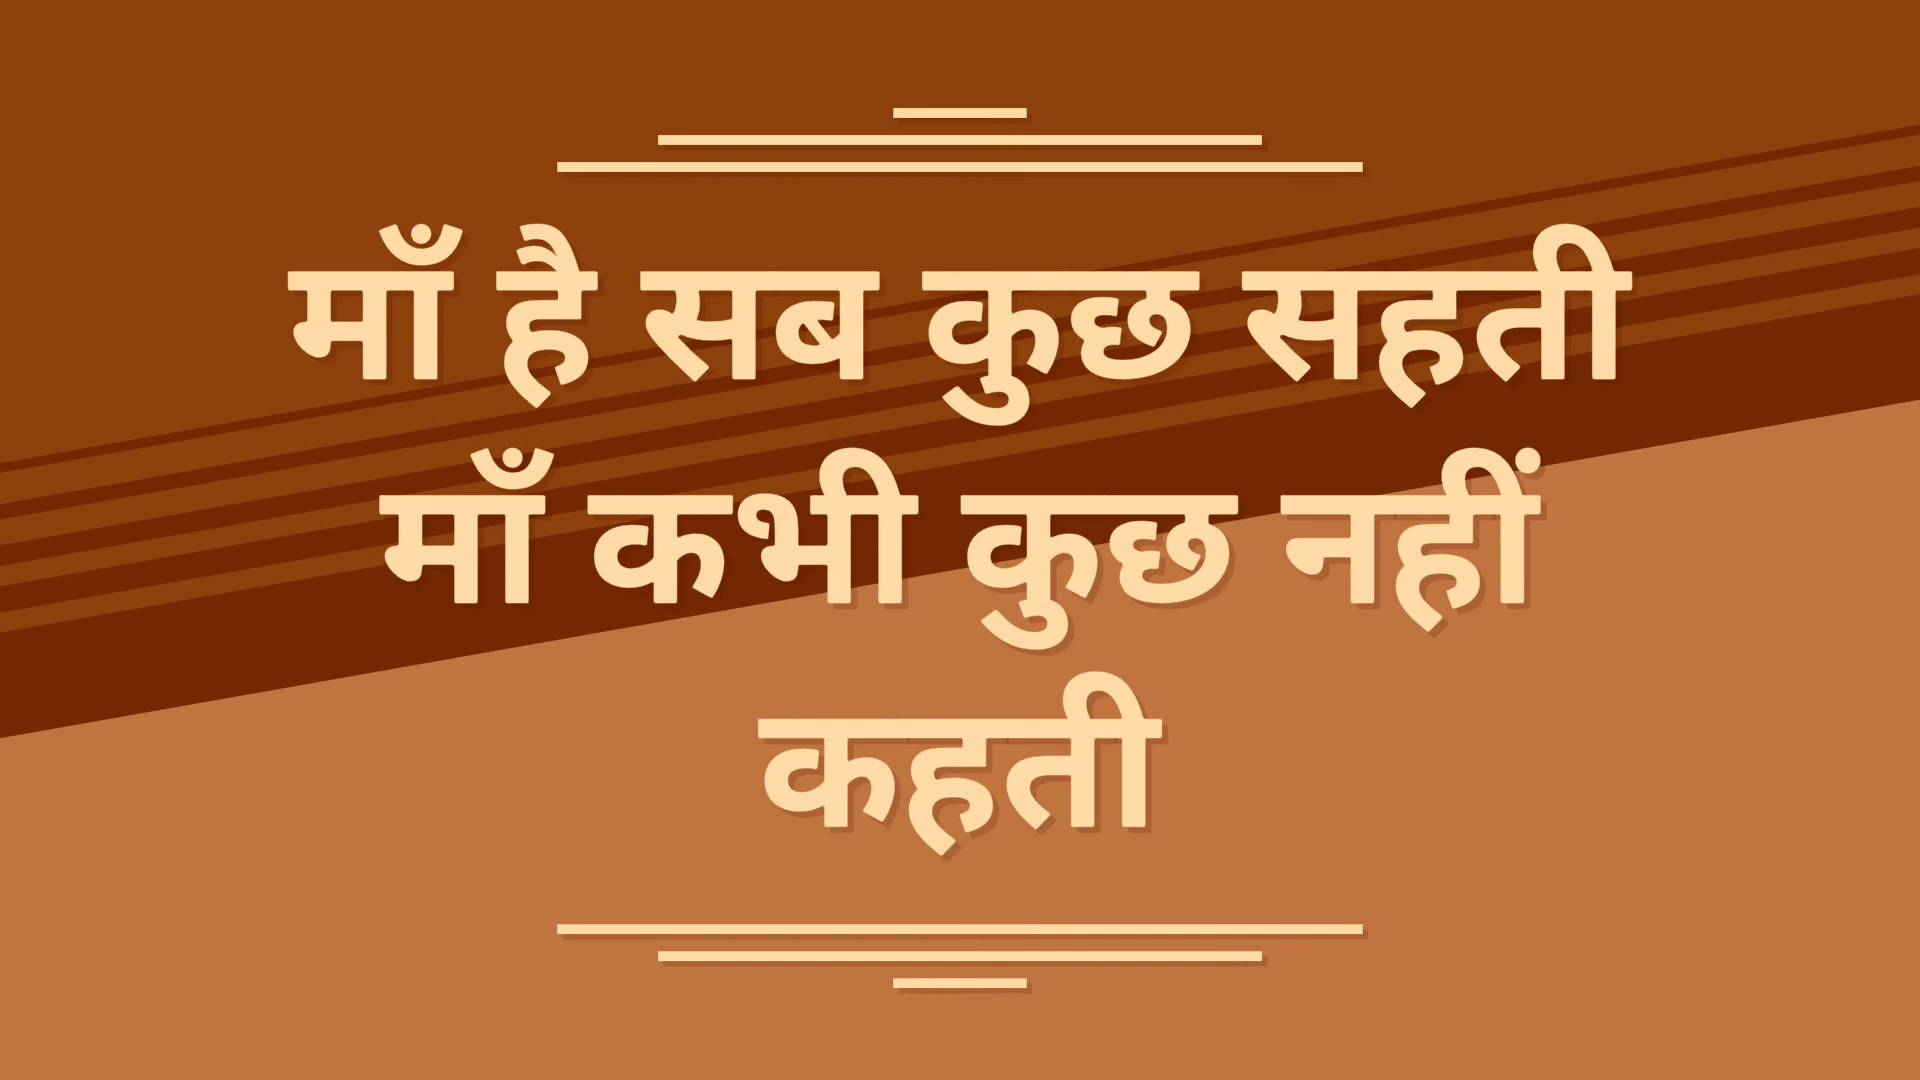 माँ है सब कुछ सहती
माँ कभी कुछ नहीं
कहती